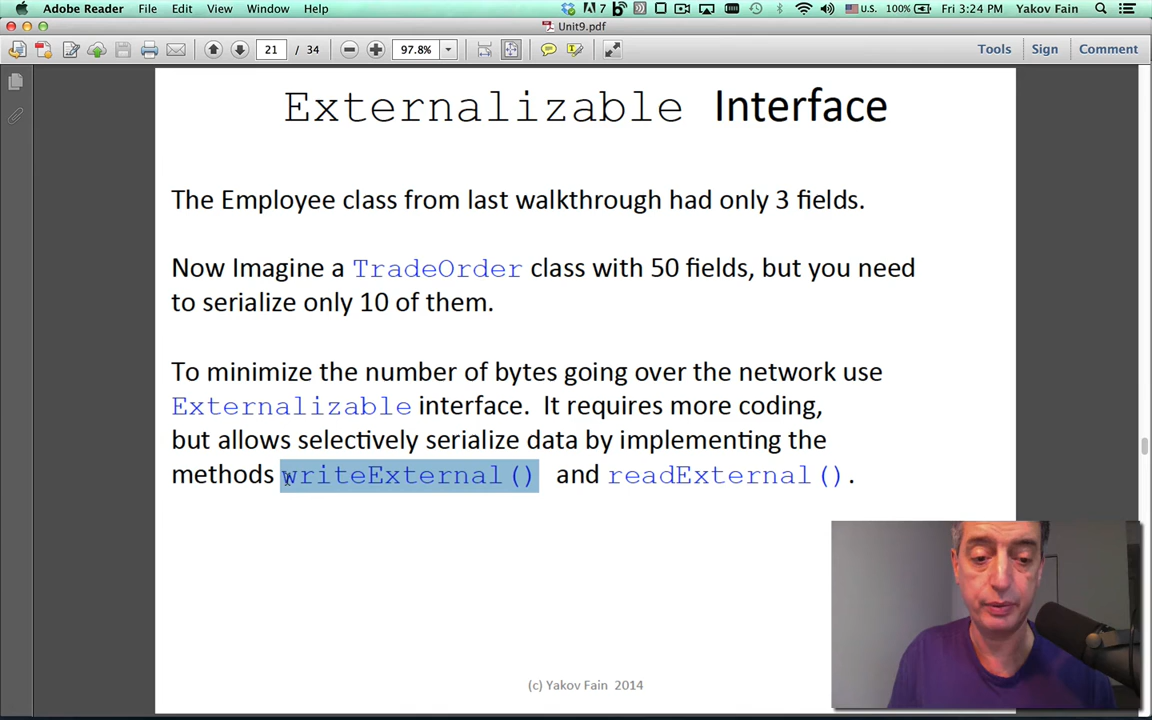 Adobe Reader File Edit View Window Help 7 U.S. 100% Fri 3:24 PM Yakov Fain
Unit9.pdf
21 / 34 97.8% Tools Sign Comment
Externalizable Interface
The Employee class from last walkthrough had only 3 fields.
Now Imagine a TradeOrder class with 50 fields, but you need
to serialize only 10 of them.
To minimize the number of bytes going over the network use
Externalizable interface. It requires more coding,
but allows selectively serialize data by implementing the
methods writeExternal() and readExternal().
(c) Yakov Fain 2014